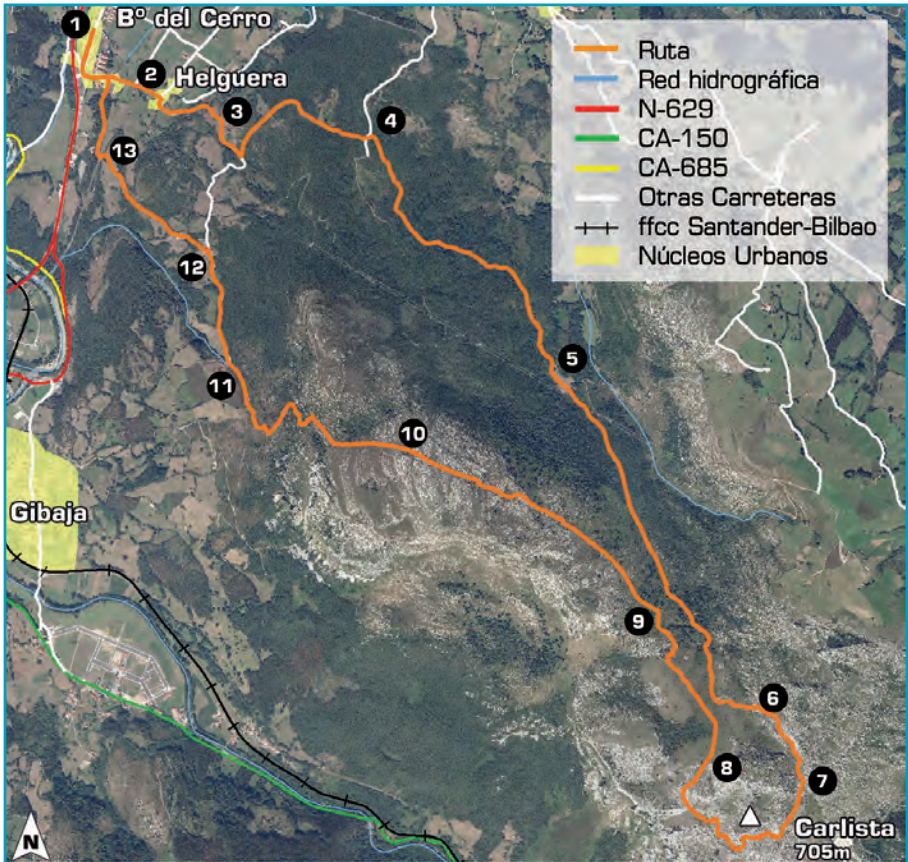 1
Bº del Cerro
2
Helguera
3
4
13
12
5
11
10
Gibaja
9
6
8
7
Carlista
705m
N
Ruta
Red hidrográfica
N-629
CA-150
CA-685
Otras Carreteras
ffcc Santander-Bilbao
Núcleos Urbanos